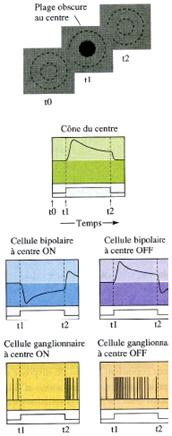 Plage obscure
au centre
t2
t1
t0
Cône du centre
t0 t1 t2
Temps
Cellule bipolaire
à centre ON
Cellule bipolaire
à centre OFF
t1 t2
t1 t2
Cellule ganglionnaire
à centre ON
Cellule ganglionna
à centre OFF
t1 t2
t1 t2